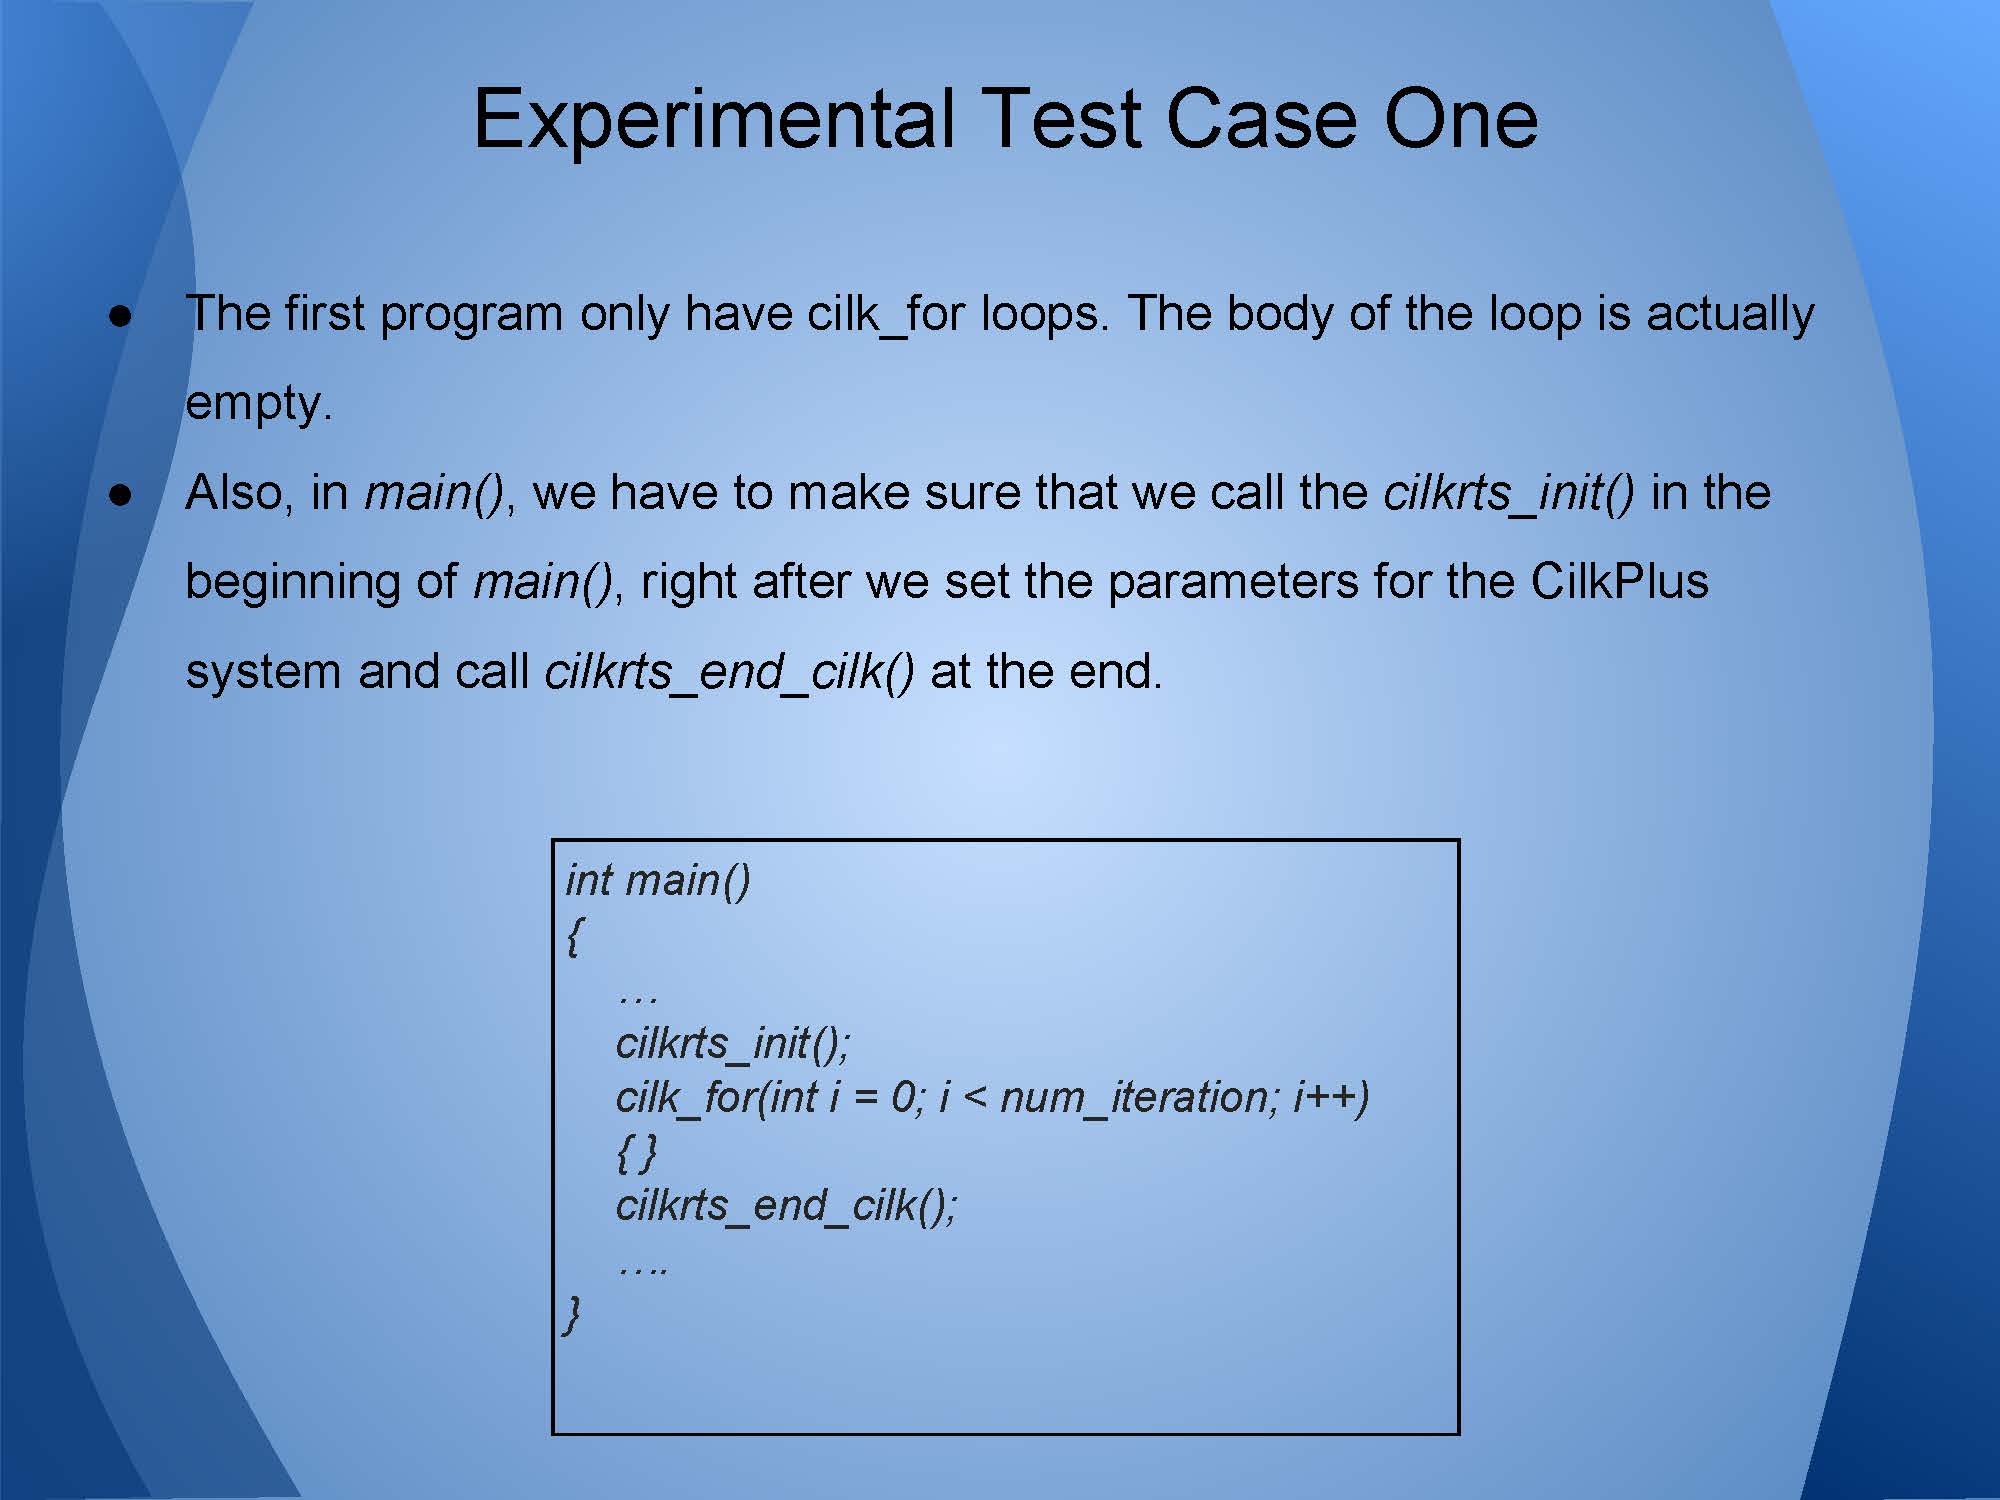 Experimental Test Case One
● The first program only have cilk_for loops. The body of the loop is actually
empty.
● Also, in main(), we have to make sure that we call the cilkrts_init() in the
beginning of main(), right after we set the parameters for the CilkPlus
system and call cilkrts_end_cilk() at the end.
int main()
{
…
cilkrts_init();
cilk_for(int i = 0; i < num_iteration; i++)
{ }
cilkrts_end_cilk();
….
}